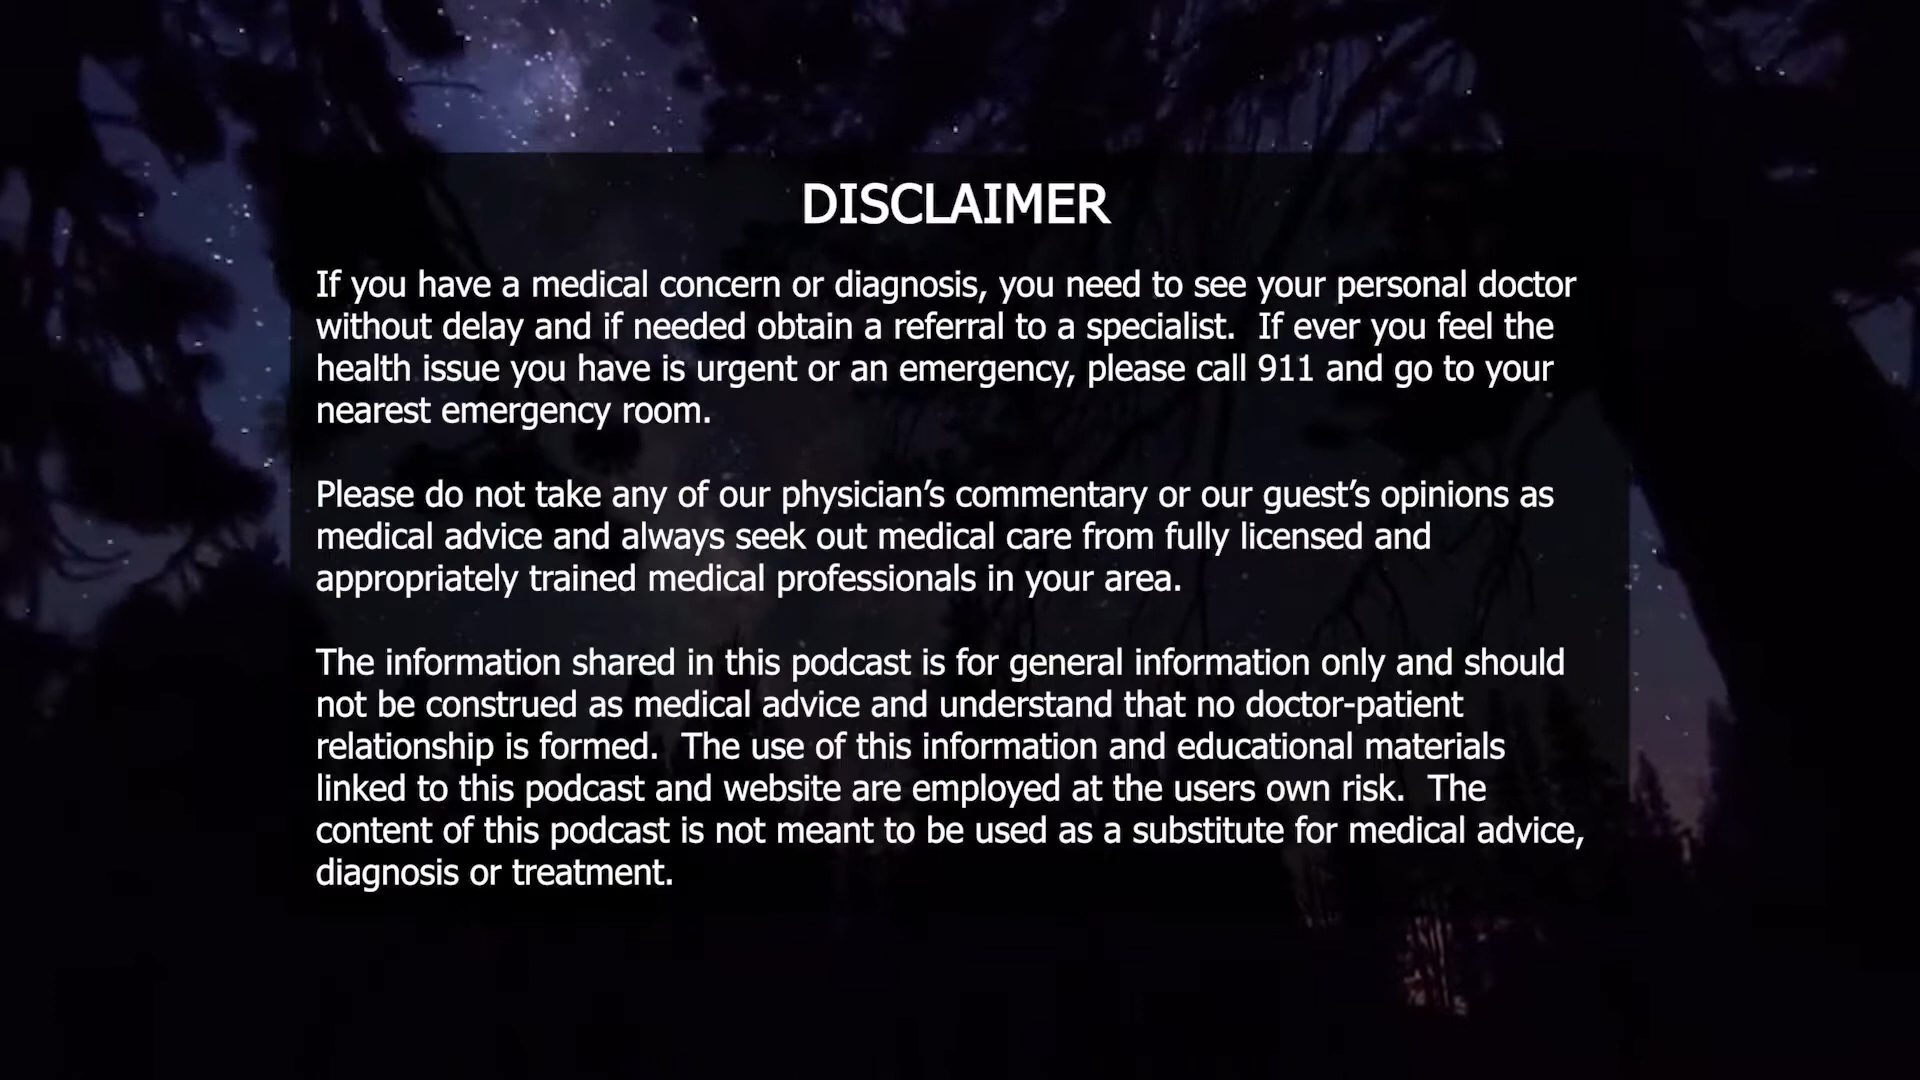 DISCLAIMER
If you have a medical concern or diagnosis, you need to see your personal doctor
without delay and if needed obtain a referral to a specialist.  If ever you feel the
health issue you have is urgent or an emergency, please call 911 and go to your
nearest emergency room.
Please do not take any of our physician’s commentary or our guest’s opinions as
medical advice and always seek out medical care from fully licensed and
appropriately trained medical professionals in your area.
The information shared in this podcast is for general information only and should
not be construed as medical advice and understand that no doctor-patient
relationship is formed.  The use of this information and educational materials
linked to this podcast and website are employed at the users own risk.  The
content of this podcast is not meant to be used as a substitute for medical advice,
diagnosis or treatment.